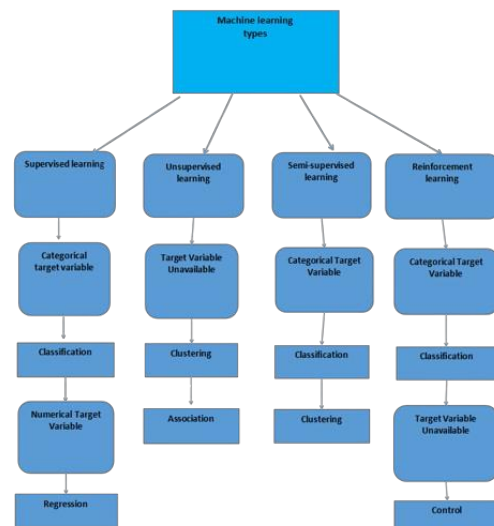 Machine learning
types
Supervised learning
Unsupervised
learning
Semi-supervised
learning
Reinforcement
learning
Categorical
target variable
Target Variable
Unavailable
Categorical Target
Variable
Categorical Target
Variable
Classification
Clustering
Classification
Classification
Numerical Target
Variable
Association
Clustering
Target Variable
Unavailable
Regression
Control